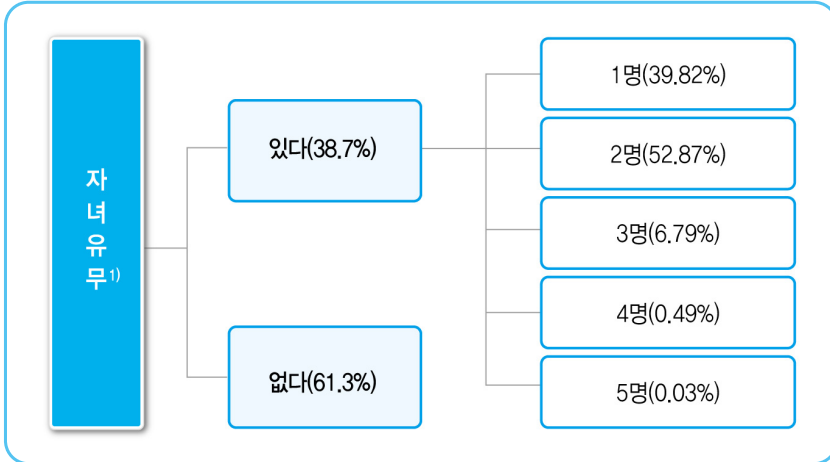 자
녀
유
무1)
있다(38.7%)
없다(61.3%)
1명(39.82%)
2명(52.87%)
3명(6.79%)
4명(0.49%)
5명(0.03%)